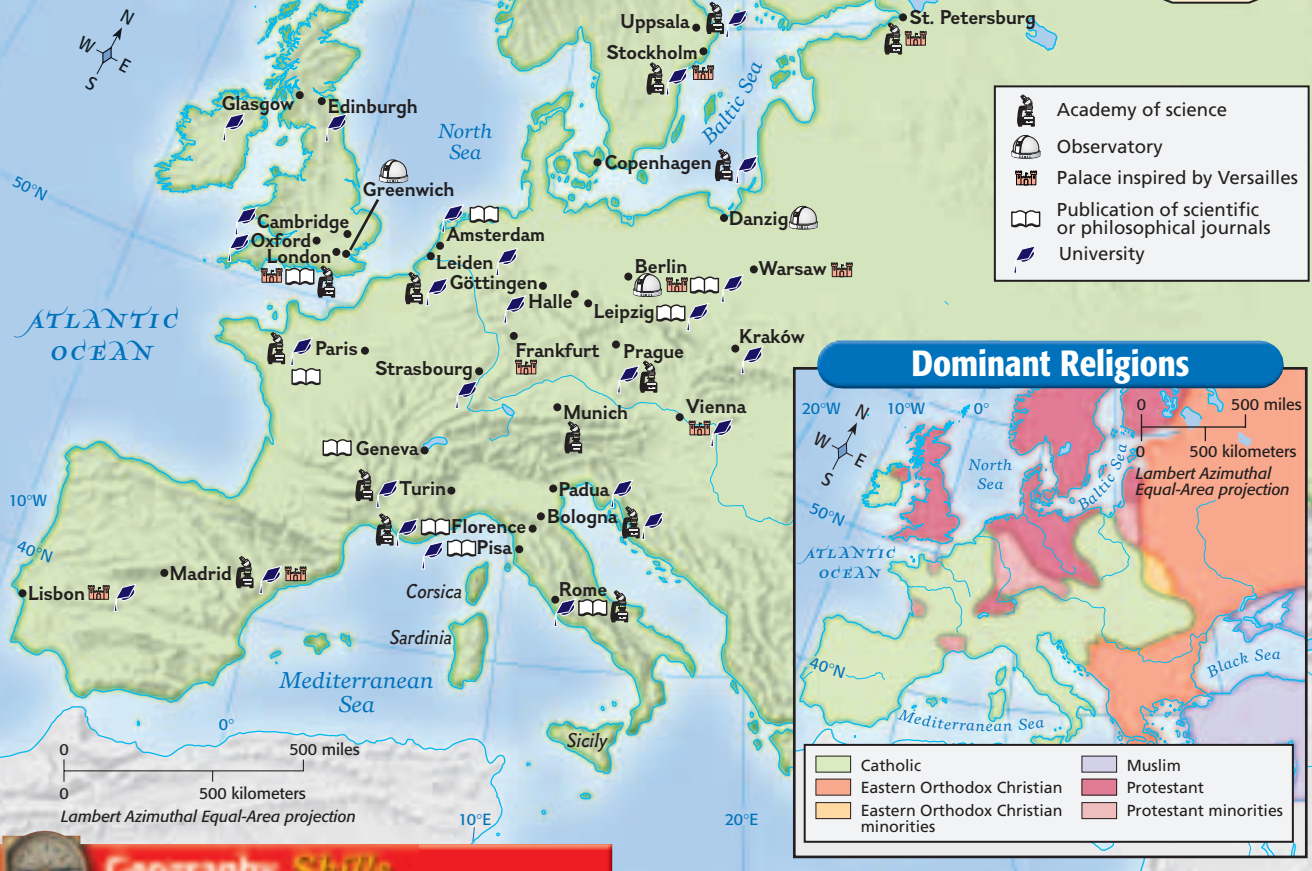 N
W
E
S
Uppsala
St. Petersburg
Stockholm
Glasgow
Edinburgh
North
Sea
Baltic Sea
Copenhagen
50°N
Greenwich
Cambridge
Oxford
London
Amsterdam
Leiden
Danzig
Göttingen
Berlin
Warsaw
Halle
Leipzig
ATLANTIC
OCEAN
Paris
Frankfurt
Prague
Kraków
Strasbourg
Munich
Vienna
Geneva
10°W
Turin
Padua
Florence
Bologna
Pisa
40°N
Madrid
Lisbon
Corsica
Rome
Sardinia
Mediterranean
Sea
0°
Sicily
0 500 miles
0 500 kilometers
Lambert Azimuthal Equal-Area projection
10°E
20°E
Academy of science
Observatory
Palace inspired by Versailles
Publication of scientific
or philosophical journals
University
Dominant Religions
20°W
10°W
0°
N
W
E
S
0 500 miles
0 500 kilometers
Lambert Azimuthal
Equal-Area projection
North
Sea
Baltic Sea
50°N
ATLANTIC
OCEAN
40°N
Black Sea
Mediterranean Sea
Catholic
Eastern Orthodox Christian
Eastern Orthodox Christian
minorities
Muslim
Protestant
Protestant minorities
Geography Skills